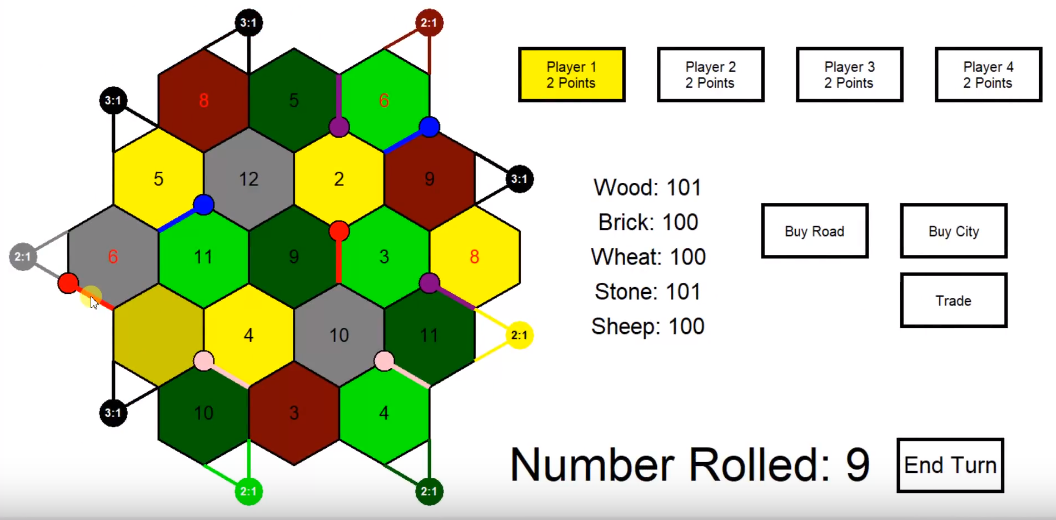 3:1
2:1
Player 1
2 Points
Player 2
2 Points
Player 3
2 Points
Player 4
2 Points
3:1
8
5
6
5
12
2
9
3:1
Wood: 101
Brick: 100
Wheat: 100
Stone: 101
Sheep: 100
Buy Road
Buy City
Trade
2:1
6
11
9
3
8
4
10
11
2:1
3:1
10
3
4
2:1
2:1
Number Rolled: 9
End Turn